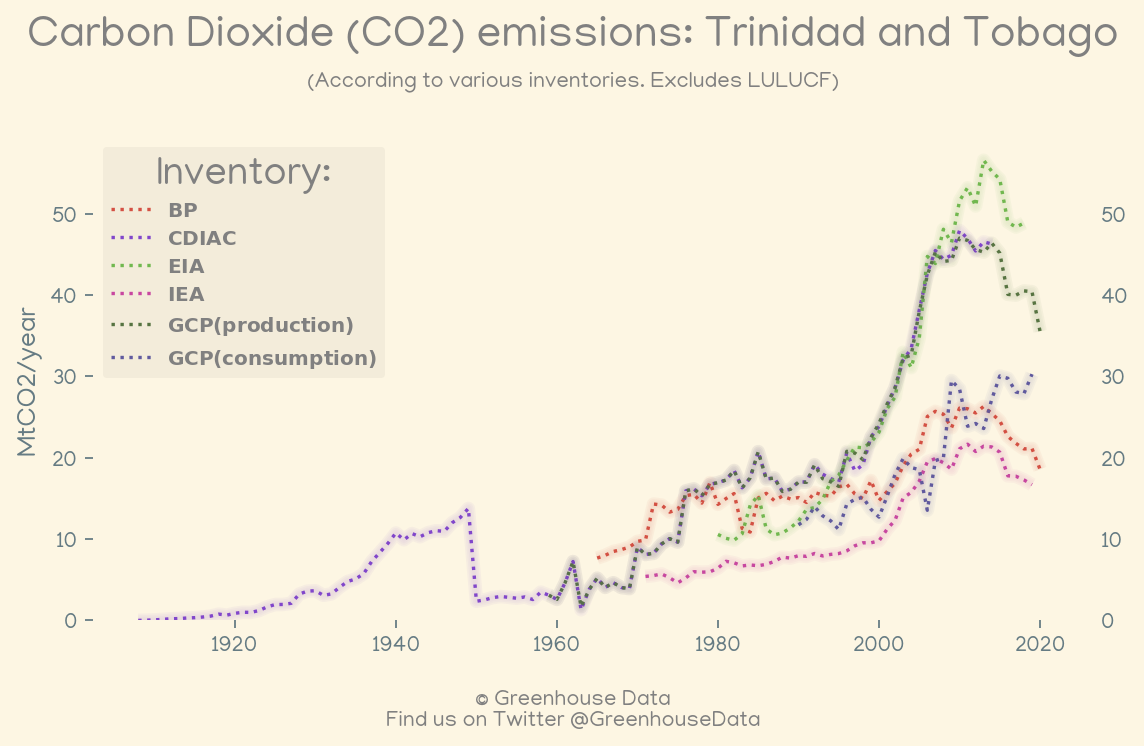 Carbon Dioxide (CO2) emissions: Trinidad and Tobago
(According to various inventories. Excludes LULUCF)
Inventory:
BP
CDIAC
EIA
IEA
GCP(production)
GCP(consumption)
MtCO2/year
50
40
30
20
10
0
50
40
30
20
10
0
1920
1940
1960
1980
2000
2020
© Greenhouse Data
Find us on Twitter @GreenhouseData